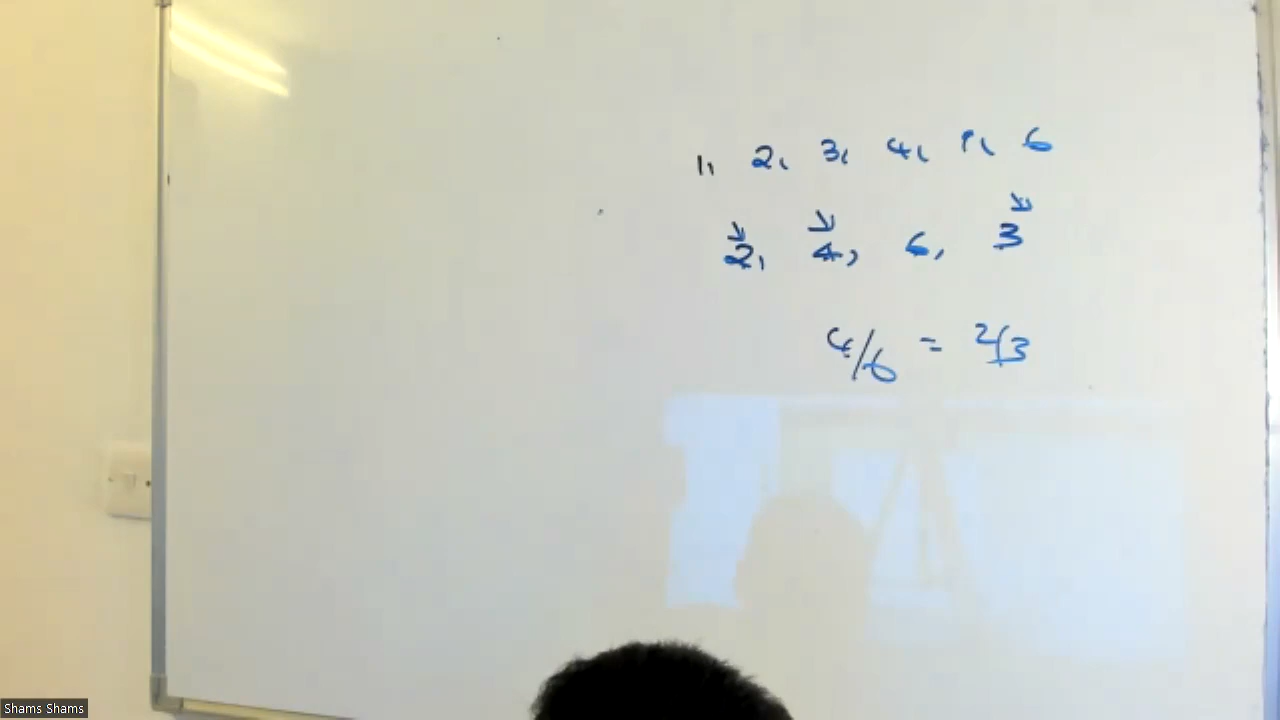 1, 2, 3, 4, 5, 6
2, 4, 6, 3
4/6 = 2/3
Shams Shams